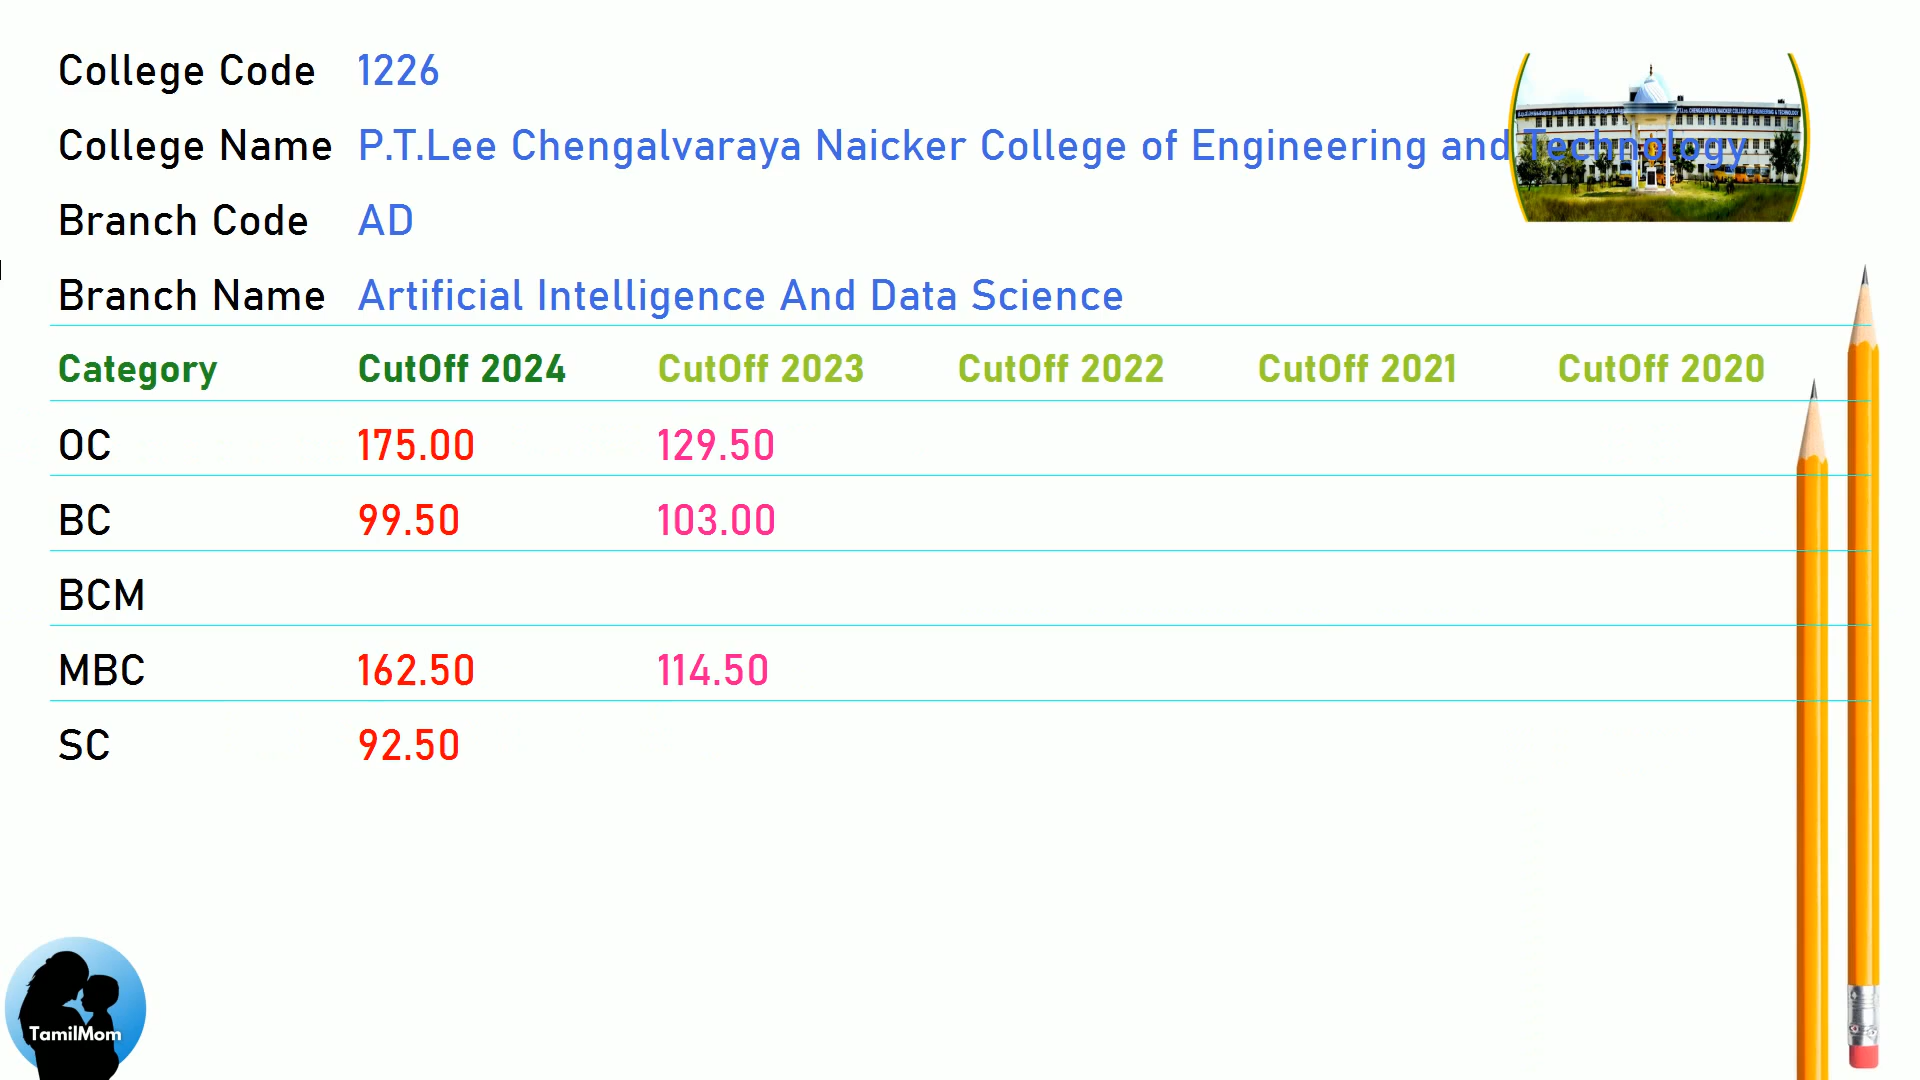 College Code 1226
College Name P.T.Lee Chengalvaraya Naicker College of Engineering and Technology
Branch Code AD
Branch Name Artificial Intelligence And Data Science
Category CutOff 2024 CutOff 2023 CutOff 2022 CutOff 2021 CutOff 2020
OC 175.00 129.50
BC 99.50 103.00
BCM
MBC 162.50 114.50
SC 92.50
TamilMom